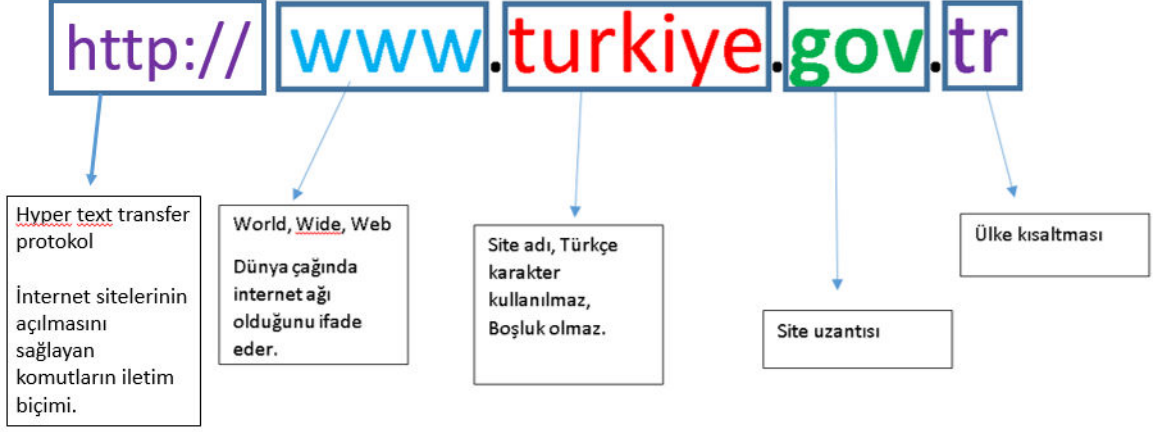 http://www.turkiye.gov.tr
Hyper text transfer
protokol
İnternet sitelerinin
açılmasını
sağlayan
komutların iletim
biçimi.
World, Wide, Web
Dünya çağında
internet ağı
olduğunu ifade
eder.
Site adı, Türkçe
karakter
kullanılmaz,
Boşluk olmaz.
Site uzantısı
Ülke kısaltması